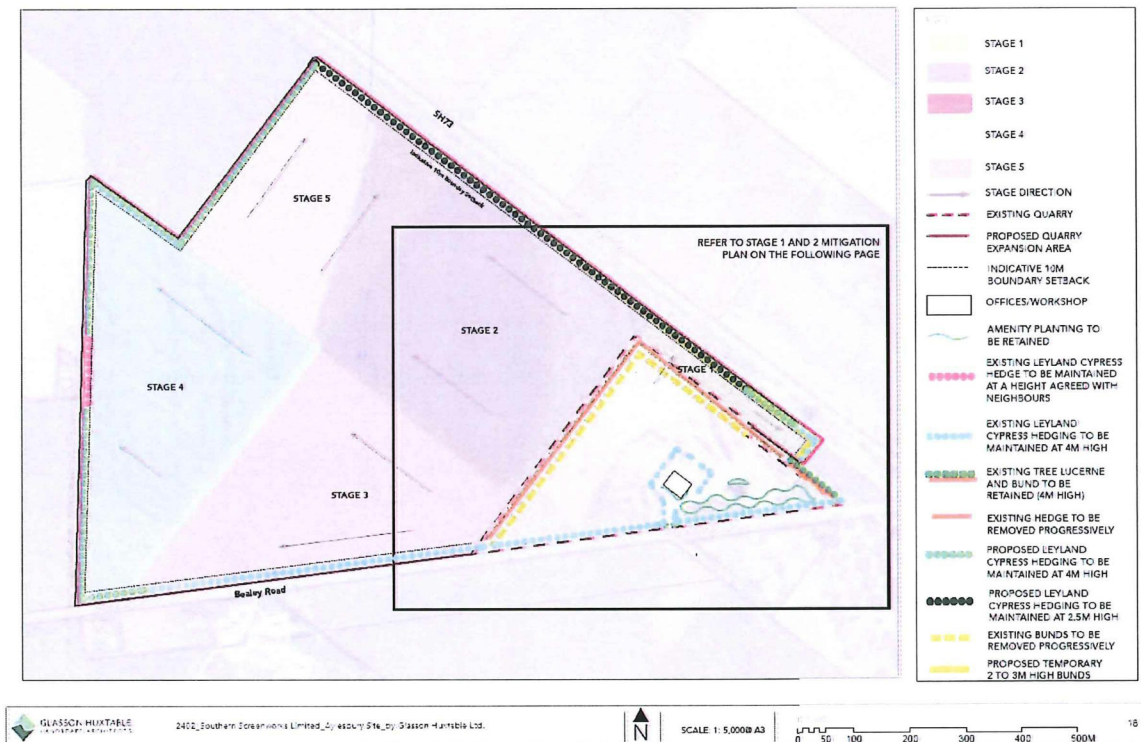 SH73
Indicative 10m Boundary Setback
STAGE 5
REFER TO STAGE 1 AND 2 MITIGATION
PLAN ON THE FOLLOWING PAGE
STAGE 2
STAGE 1
STAGE 4
STAGE 3
Bealey Road
STAGE 1
STAGE 2
STAGE 3
STAGE 4
STAGE 5
STAGE DIRECTION
EXISTING QUARRY
PROPOSED QUARRY
EXPANSION AREA
INDICATIVE 10M
BOUNDARY SETBACK
OFFICES/WORKSHOP
AMENITY PLANTING TO
BE RETAINED
EXISTING LEYLAND CYPRESS
HEDGE TO BE MAINTAINED
AT A HEIGHT AGREED WITH
NEIGHBOURS
EXISTING LEYLAND
CYPRESS HEDGING TO BE
MAINTAINED AT 4M HIGH
EXISTING TREE LUCERNE
AND BUND TO BE
RETAINED (4M HIGH)
EXISTING HEDGE TO BE
REMOVED PROGRESSIVELY
PROPOSED LEYLAND
CYPRESS HEDGING TO BE
MAINTAINED AT 4M HIGH
PROPOSED LEYLAND
CYPRESS HEDGING TO BE
MAINTAINED AT 2.5M HIGH
EXISTING BUNDS TO BE
REMOVED PROGRESSIVELY
PROPOSED TEMPORARY
2 TO 3M HIGH BUNDS
GLASSON HUXTABLE
LANDSCAPE ARCHITECTS
2402_Southern Screenworks Limited_Aylesbury Site_by Glasson Huxtable Ltd.
N
SCALE: 1: 5,000@ A3
0 50 100 200 300 400 500M
18